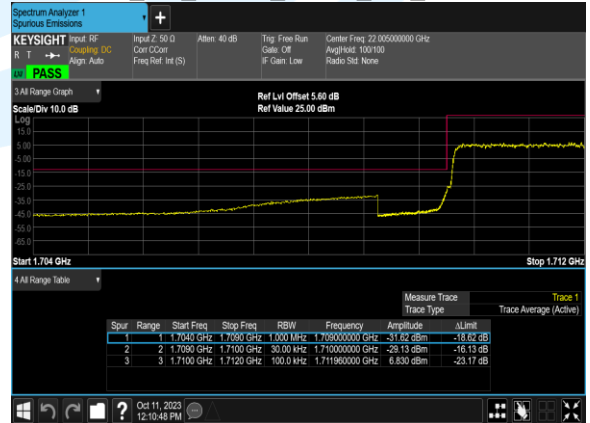 Spectrum Analyzer 1
Spurious Emissions
+
KEYSIGHT Input: RF Input Z: 50 Ω Atten: 40 dB Trig: Free Run Center Freq: 22.005000000 GHz
R T Coupling: DC Corr CCorr Gate: Off Avg|Hold: 100/100
Align: Auto Freq Ref: Int (S) IF Gain: Low Radio Std: None
PASS
3 All Range Graph
Ref Lvl Offset 5.60 dB
Scale/Div 10.0 dB Ref Value 25.00 dBm
Log
15.0
5.00
-5.00
-15.0
-25.0
-35.0
-45.0
-55.0
-65.0
Start 1.704 GHz Stop 1.712 GHz
4 All Range Table
Measure Trace Trace 1
Trace Type Trace Average (Active)
Spur Range Start Freq Stop Freq RBW Frequency Amplitude ΔLimit
1 1 1.7040 GHz 1.7090 GHz 1.000 MHz 1.709000000 GHz -31.62 dBm -18.62 dB
2 2 1.7090 GHz 1.7100 GHz 30.00 kHz 1.710000000 GHz -29.13 dBm -16.13 dB
3 3 1.7100 GHz 1.7120 GHz 100.0 kHz 1.711960000 GHz 6.830 dBm -23.17 dB
? Oct 11, 2023
12:10:48 PM